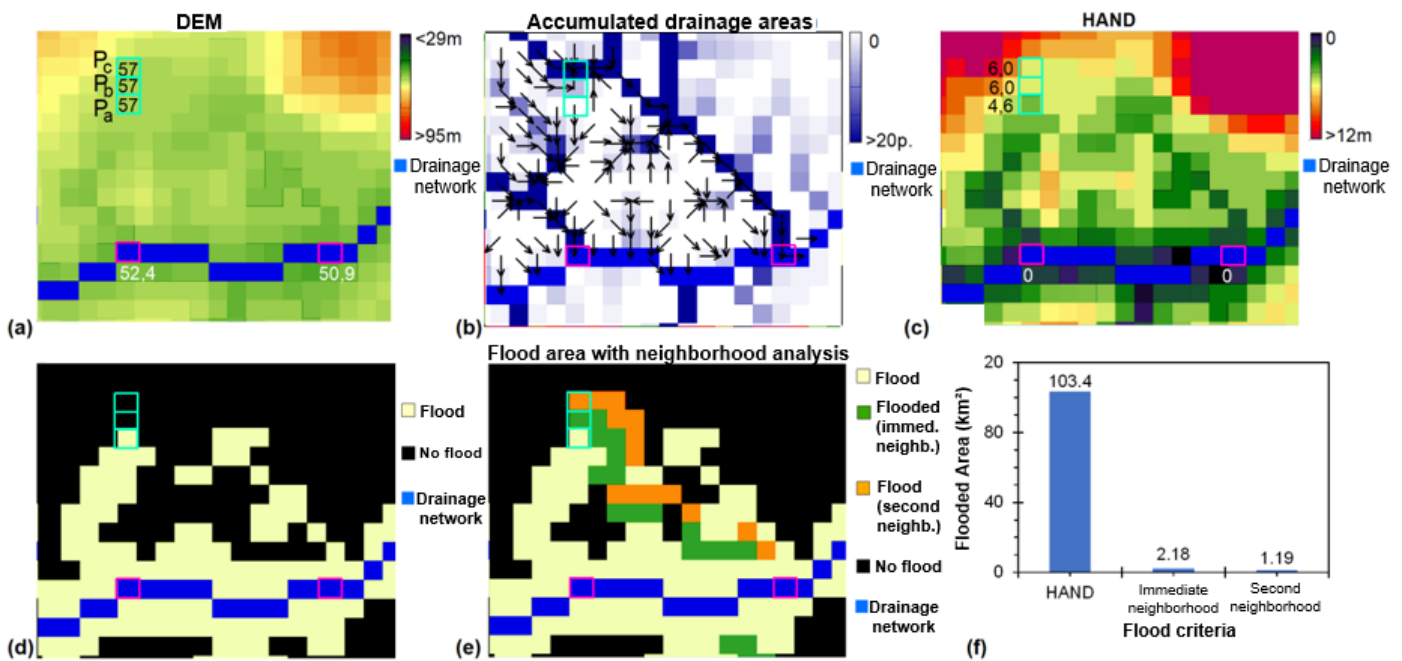 DEM
P_c 57
P_b 57
P_a 57
52,4
50,9
<29m
>95m
Drainage
network
(a)
Accumulated drainage areas
0
>20p.
Drainage
network
(b)
HAND
6,0
6,0
4,6
0
0
0
>12m
Drainage
network
(c)
Flood
No flood
Drainage
network
(d)
Flood area with neighborhood analysis
Flood
Flooded
(immed.
neighb.)
Flood
(second
neighb.)
No flood
Drainage
network
(e)
Flooded Area (km²)
20
80
40
0
103.4
2.18
1.19
HAND
Immediate
neighborhood
Second
neighborhood
Flood criteria
(f)